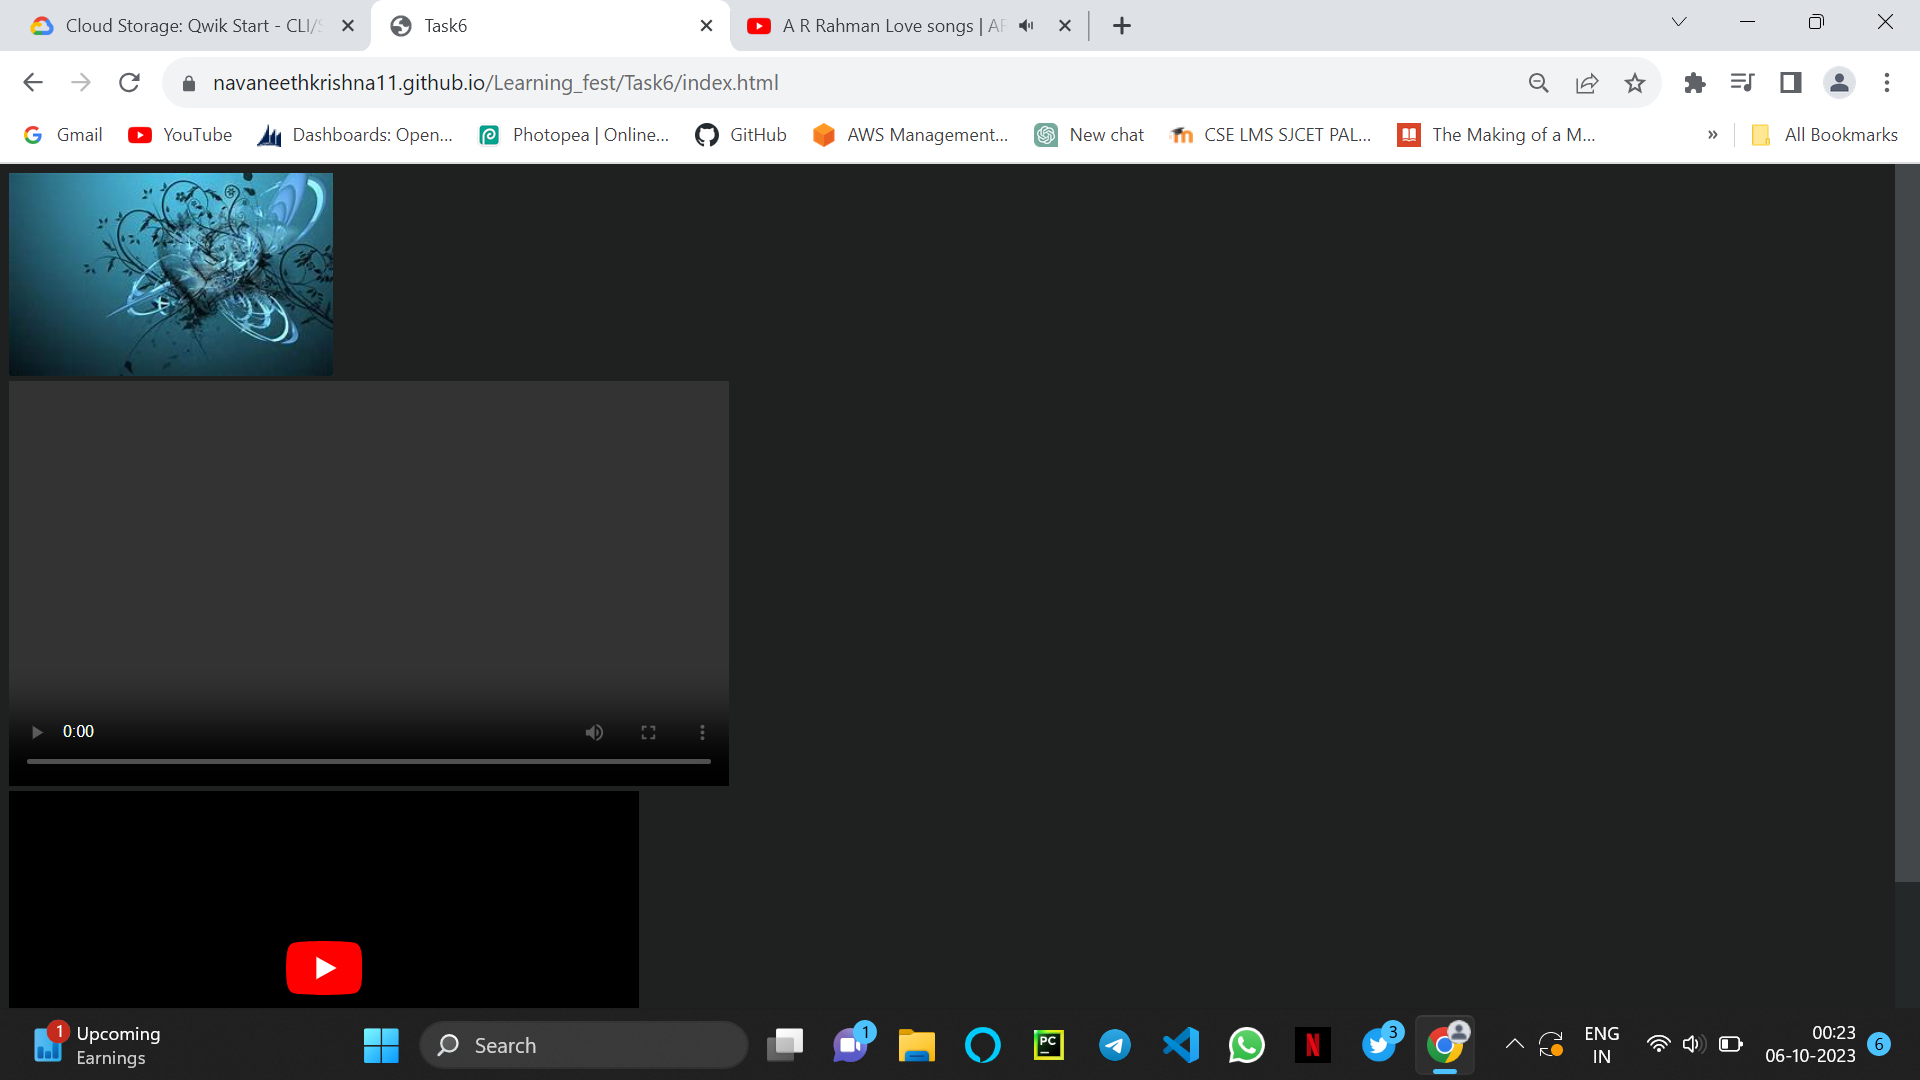 Cloud Storage: Qwik Start - CLI/S
Task6
A R Rahman Love songs | AR
navaneethkrishna11.github.io/Learning_fest/Task6/index.html
Gmail
YouTube
Dashboards: Open...
Photopea | Online...
GitHub
AWS Management...
New chat
CSE LMS SJCET PAL...
The Making of a M...
»
All Bookmarks
0:00
1
Upcoming
Earnings
Search
1
PC
N
3
ENG
IN
00:23
06-10-2023
6